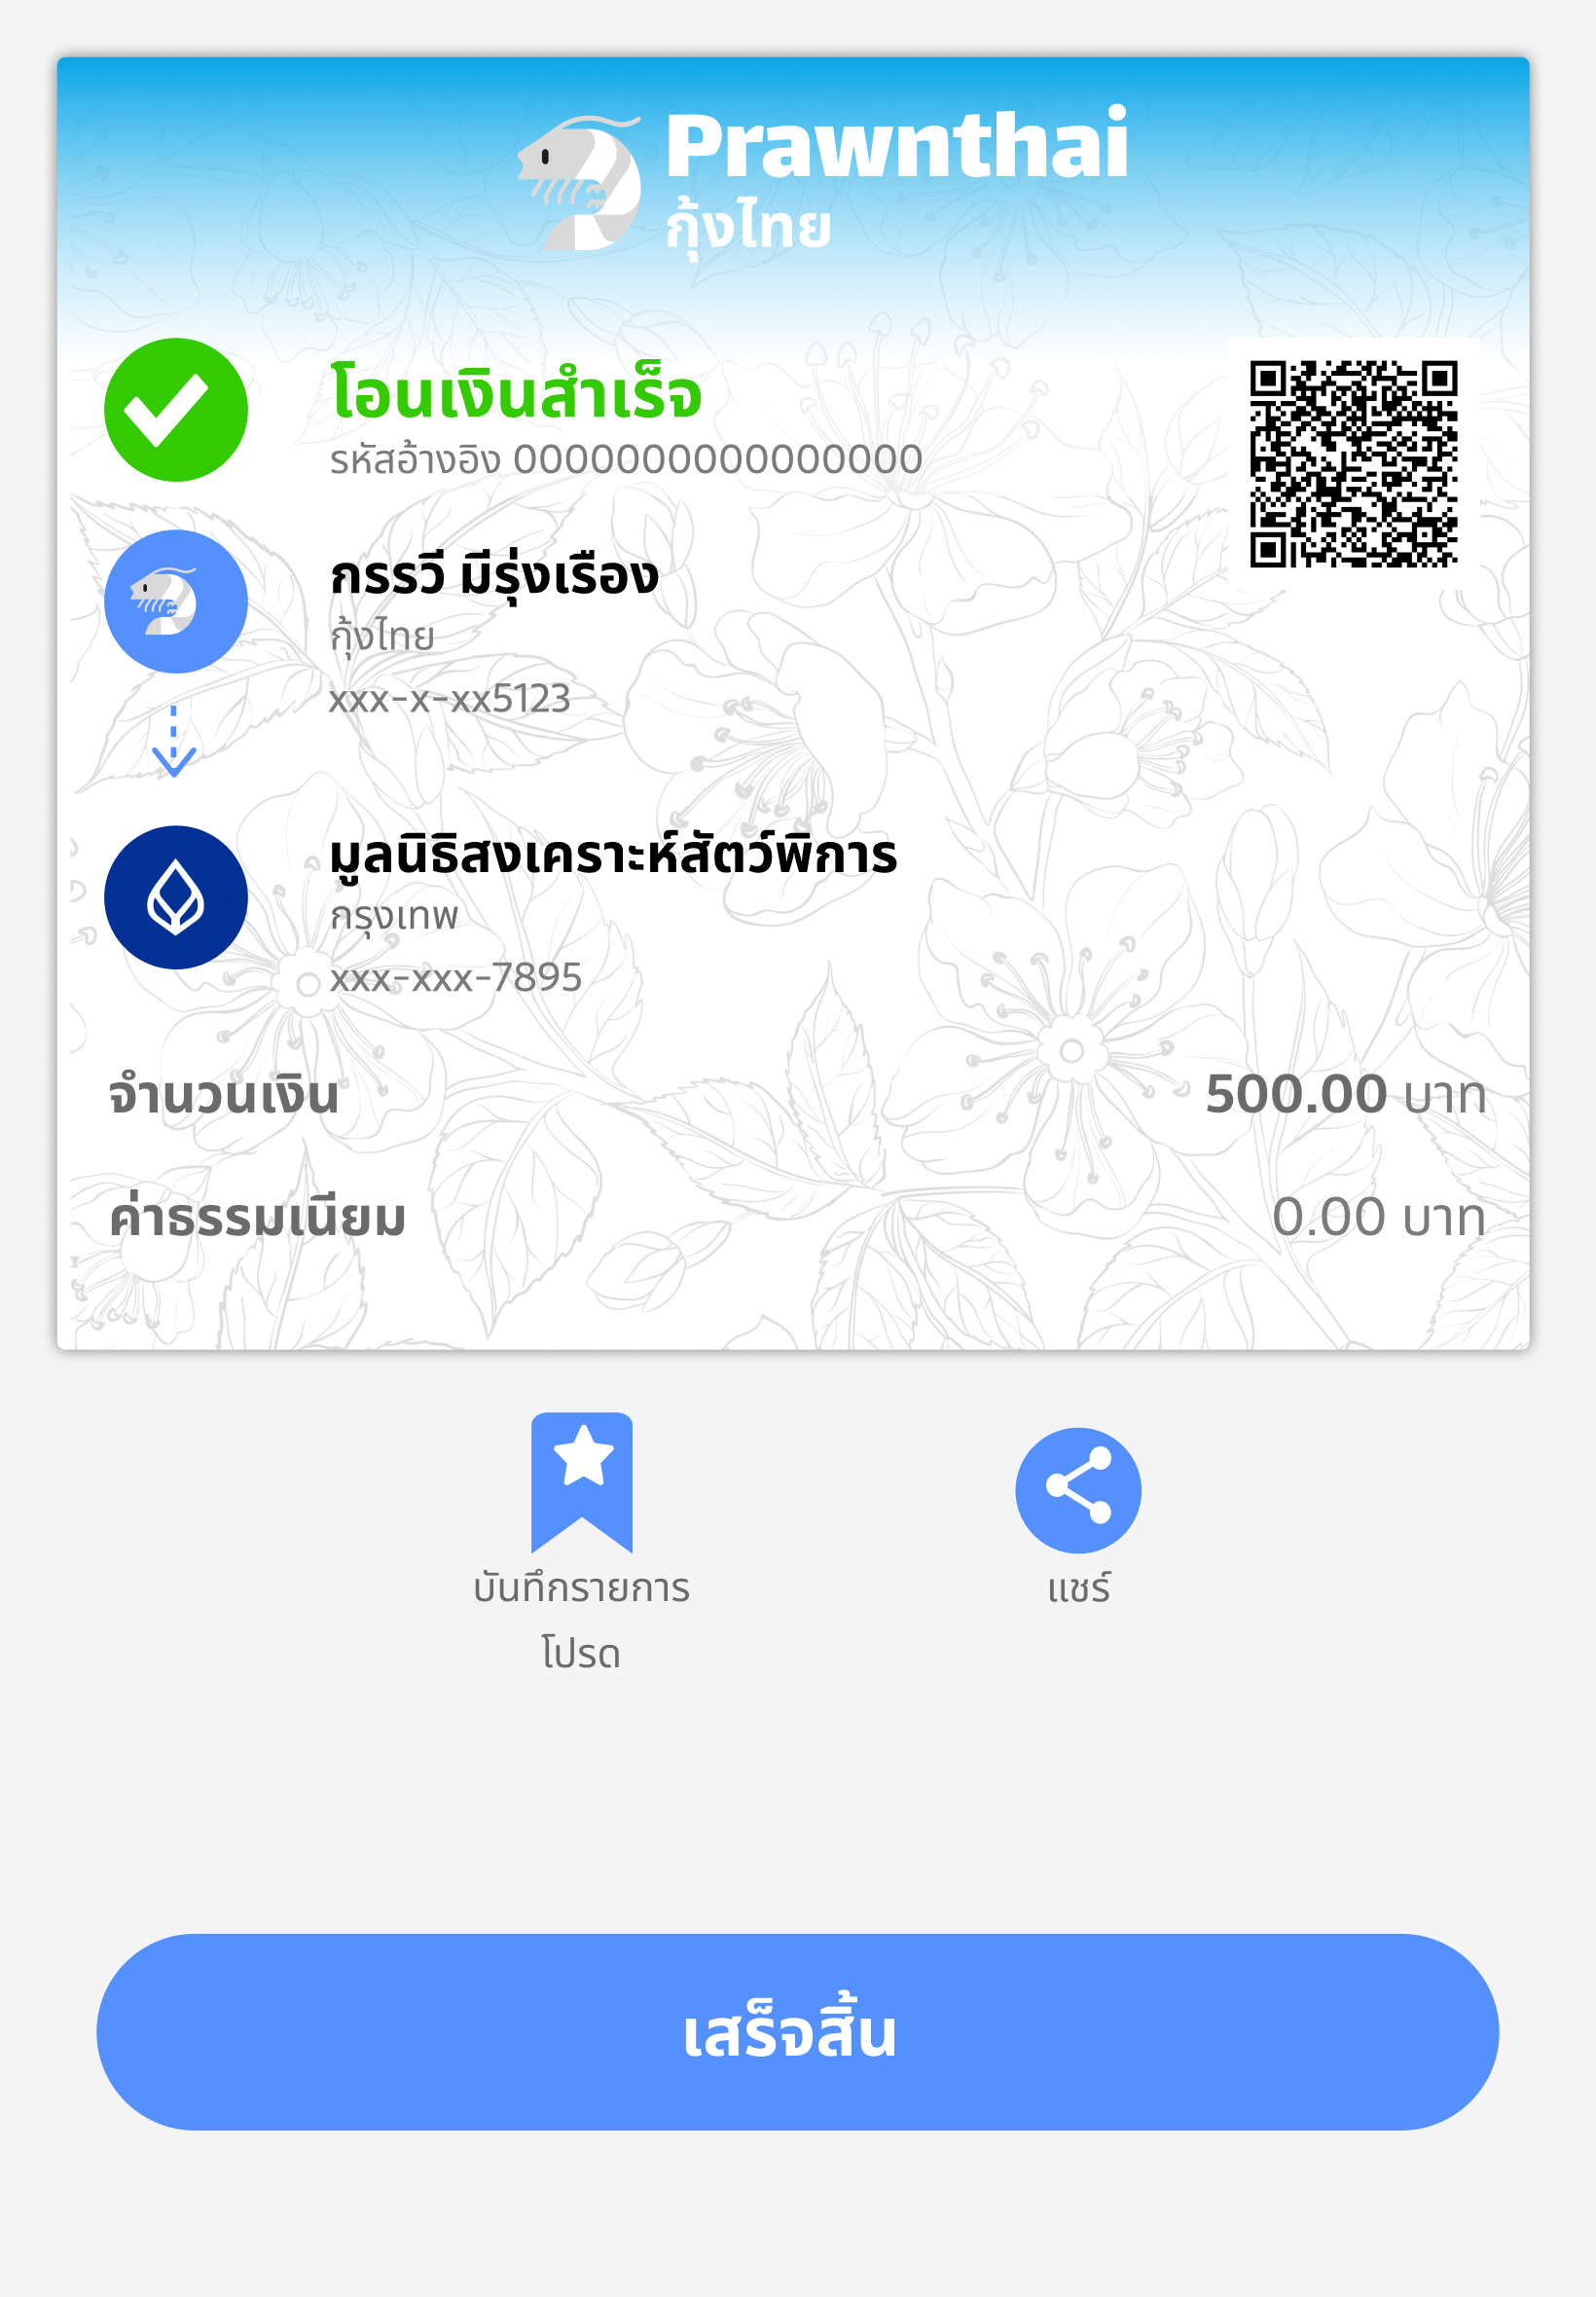 Prawnthai
กุ้งไทย
โอนเงินสำเร็จ
รหัสอ้างอิง 0000000000000000
กรรวี มีรุ่งเรือง
กุ้งไทย
xxx-x-xx5123
มูลนิธิสงเคราะห์สัตว์พิการ
กรุงเทพ
xxx-xxx-7895
จำนวนเงิน 500.00 บาท
ค่าธรรมเนียม 0.00 บาท
บันทึกรายการ
โปรด
แชร์
เสร็จสิ้น